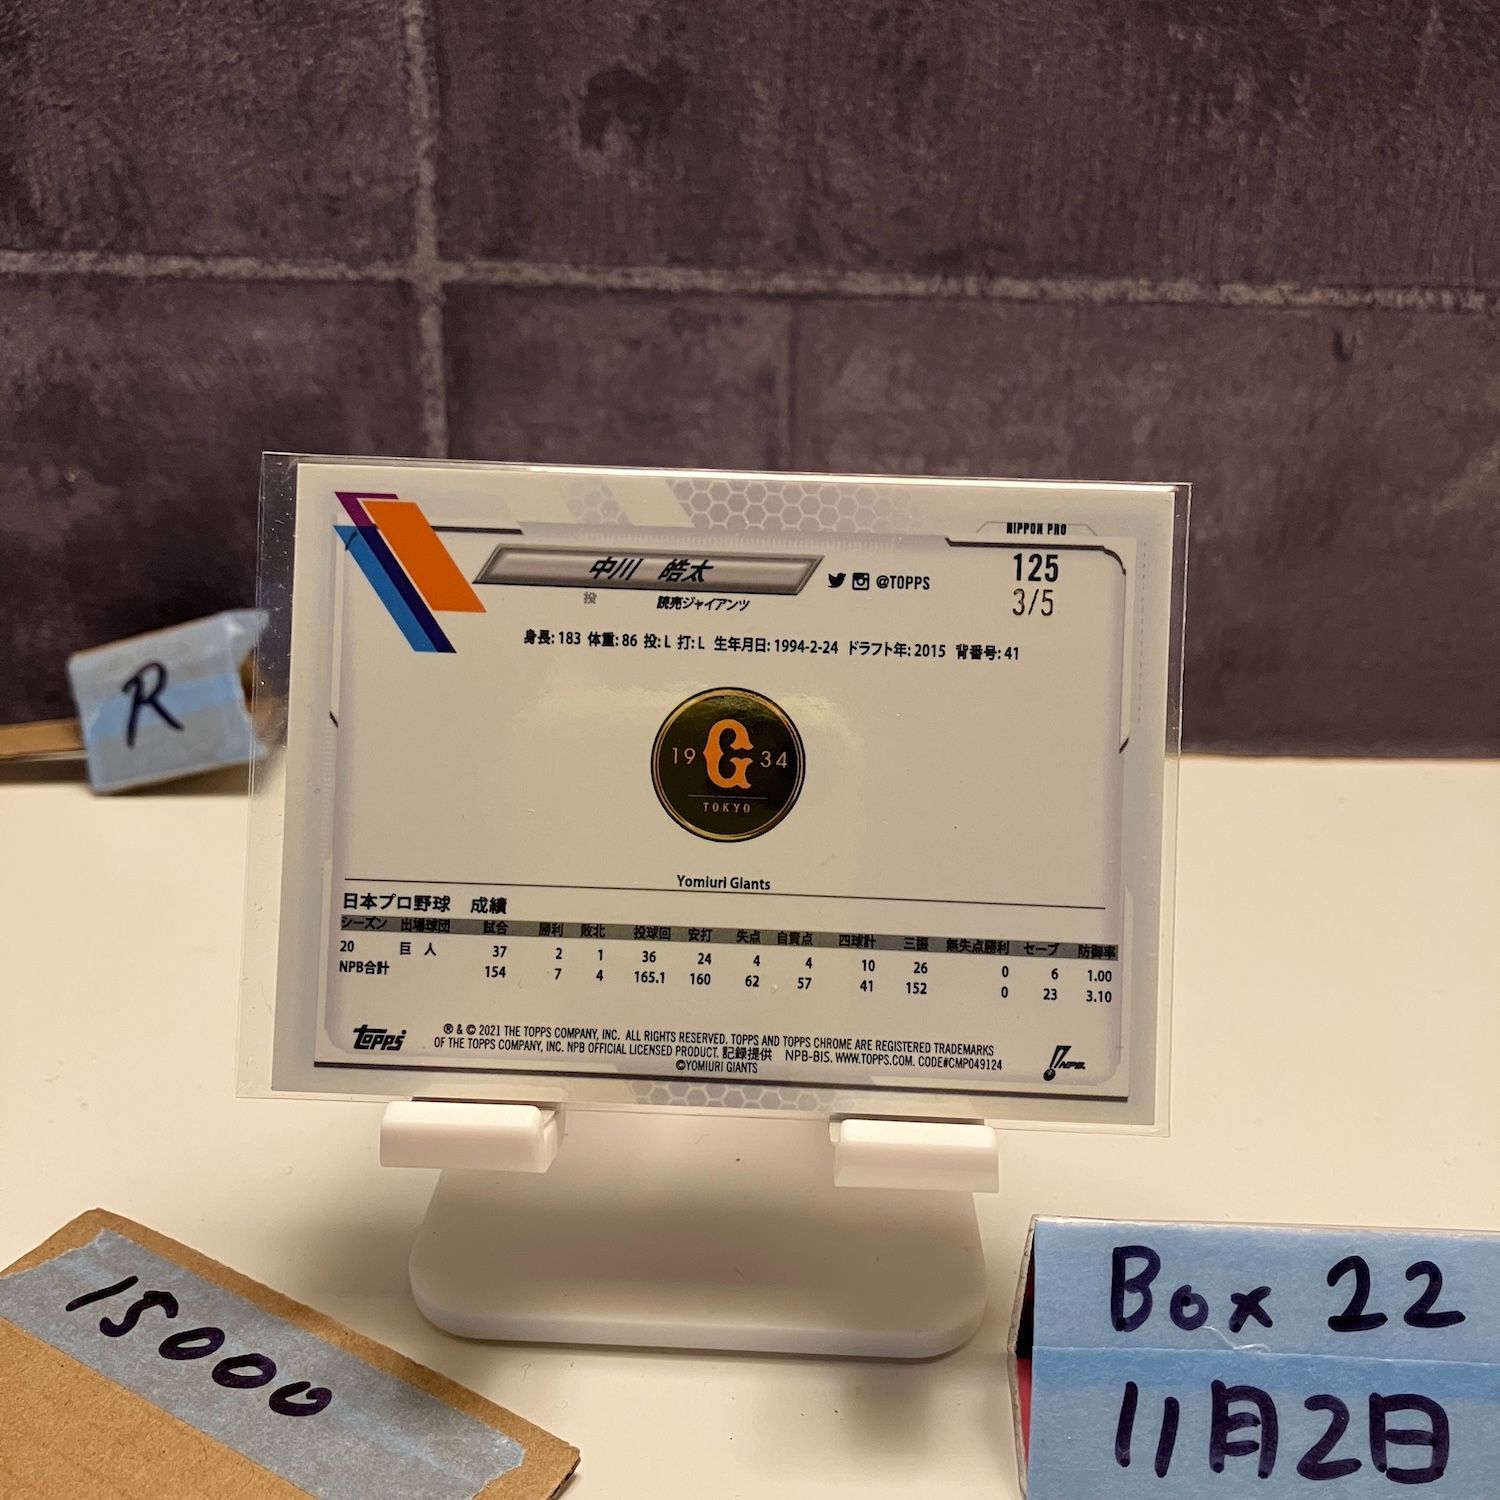 NIPPON PRO
中川 皓太
@TOPPS
125
3/5
投 読売ジャイアンツ
身長: 183 体重: 86 投: L 打: L 生年月日: 1994-2-24 ドラフト年: 2015 背番号: 41
R
19 G 34
TOKYO
Yomiuri Giants
日本プロ野球 成績
シーズン 出場球団 試合 勝利 敗北 投球回 安打 失点 自責点 四球計 三振 無失点勝利 セーブ 防御率
20 巨人 37 2 1 36 24 4 4 10 26 0 6 1.00
NPB合計 154 7 4 165.1 160 62 57 41 152 0 23 3.10
topps
® & © 2021 THE TOPPS COMPANY, INC. ALL RIGHTS RESERVED. TOPPS AND TOPPS CHROME ARE REGISTERED TRADEMARKS
OF THE TOPPS COMPANY, INC. NPB OFFICIAL LICENSED PRODUCT. 記録提供 NPB-BIS. WWW.TOPPS.COM. CODE#CMP049124
©YOMIURI GIANTS
NPB.
15000
Box 22
11月2日